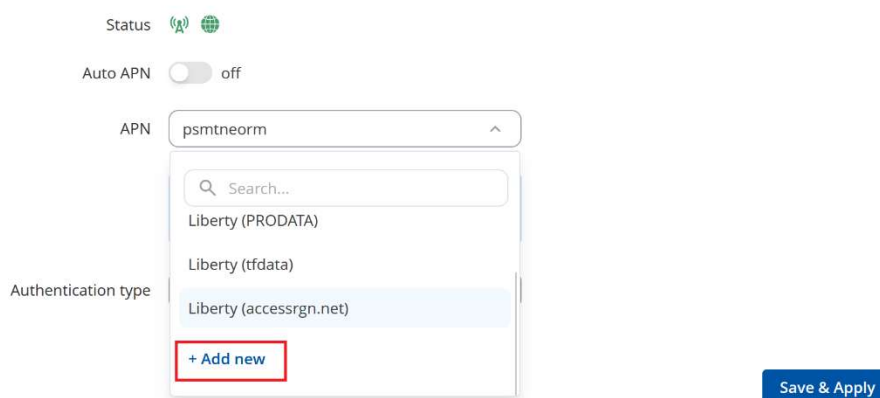 Status
Auto APN off
APN psmtneorm
Search...
Liberty (PRODATA)
Liberty (tfdata)
Authentication type
Liberty (accessrgn.net)
+ Add new
Save & Apply